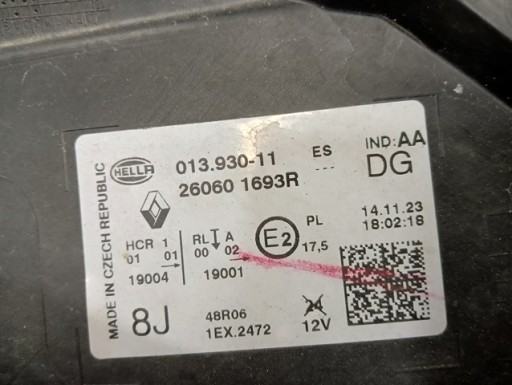 MADE IN CZECH REPUBLIC
HELLA
013.930-11 ES IND:AA
26060 1693R --- DG
14.11.23
18:02:18
HCR 1 RL A E2 PL
01 01 00 02 17,5
19004 19001
8J 48R06 24
1EX.2472 12V